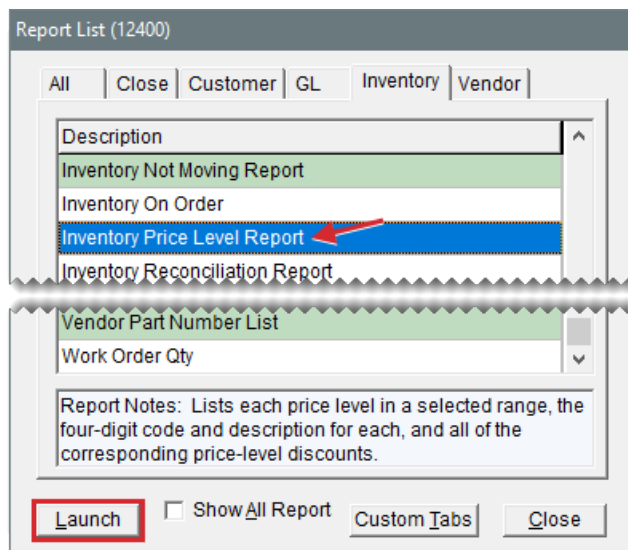 Report List (12400)
All Close Customer GL Inventory Vendor
Description
Inventory Not Moving Report
Inventory On Order
Inventory Price Level Report
Inventory Reconciliation Report
Vendor Part Number List
Work Order Qty
Report Notes: Lists each price level in a selected range, the
four-digit code and description for each, and all of the
corresponding price-level discounts.
Launch Show All Report Custom Tabs Close